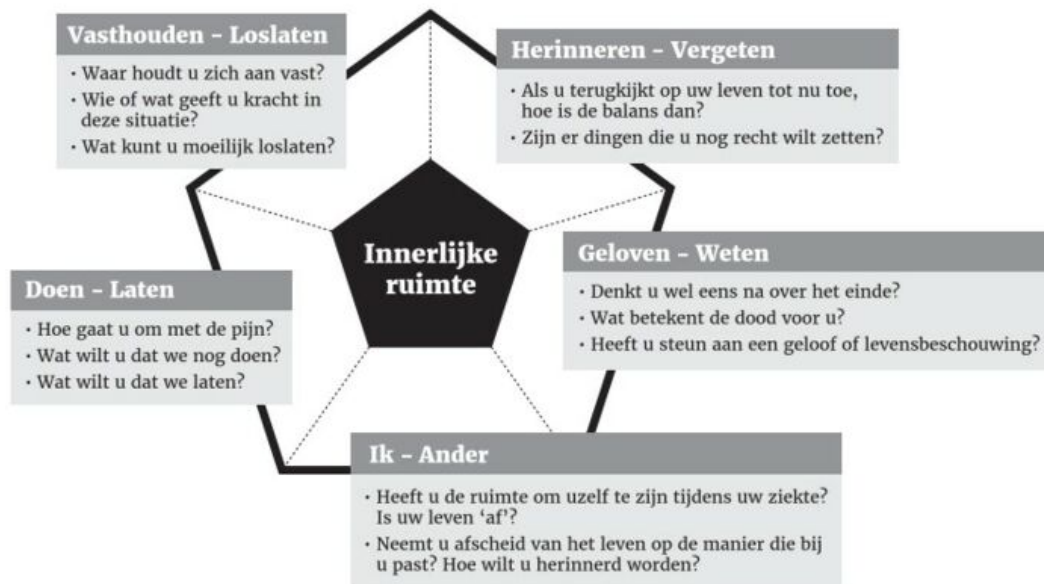 Vasthouden – Loslaten
• Waar houdt u zich aan vast?
• Wie of wat geeft u kracht in
deze situatie?
• Wat kunt u moeilijk loslaten?
Herinneren – Vergeten
• Als u terugkijkt op uw leven tot nu toe,
hoe is de balans dan?
• Zijn er dingen die u nog recht wilt zetten?
Innerlijke
ruimte
Geloven – Weten
• Denkt u wel eens na over het einde?
• Wat betekent de dood voor u?
• Heeft u steun aan een geloof of levensbeschouwing?
Doen – Laten
• Hoe gaat u om met de pijn?
• Wat wilt u dat we nog doen?
• Wat wilt u dat we laten?
Ik – Ander
• Heeft u de ruimte om uzelf te zijn tijdens uw ziekte?
Is uw leven ‘af’?
• Neemt u afscheid van het leven op de manier die bij
u past? Hoe wilt u herinnerd worden?